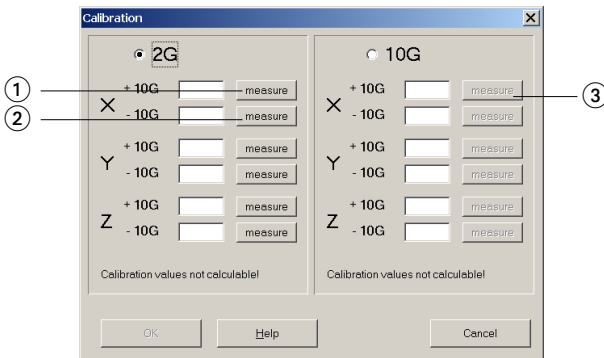 Calibration
2G
10G
1
+ 10G measure
X
2
- 10G measure
+ 10G measure
Y
- 10G measure
+ 10G measure
Z
- 10G measure
Calibration values not calculable!
+ 10G measure
3
X
- 10G measure
+ 10G measure
Y
- 10G measure
+ 10G measure
Z
- 10G measure
Calibration values not calculable!
OK
Help
Cancel